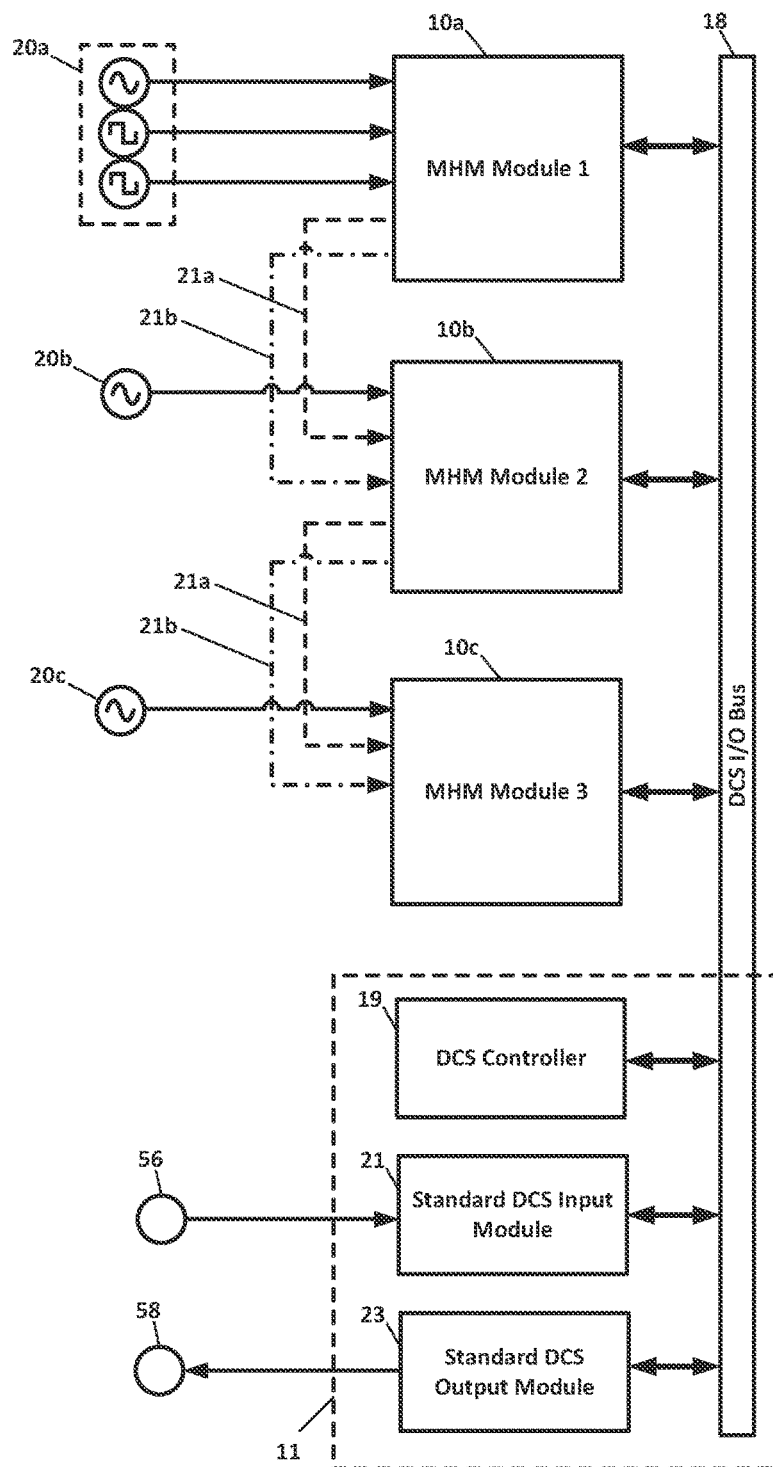 10a
18
20a
MHM Module 1
21a
21b
10b
20b
MHM Module 2
21a
21b
10c
20c
MHM Module 3
DCS I/O Bus
19
DCS Controller
56
21
Standard DCS Input
Module
58
23
Standard DCS
Output Module
11